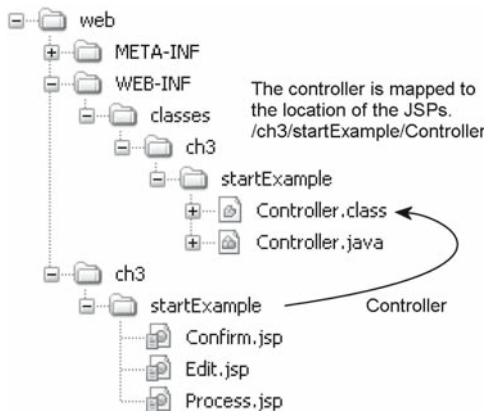 web
META-INF
WEB-INF
The controller is mapped to
the location of the JSPs.
/ch3/startExample/Controller
classes
ch3
startExample
Controller.class
Controller.java
ch3
startExample
Controller
Confirm.jsp
Edit.jsp
Process.jsp